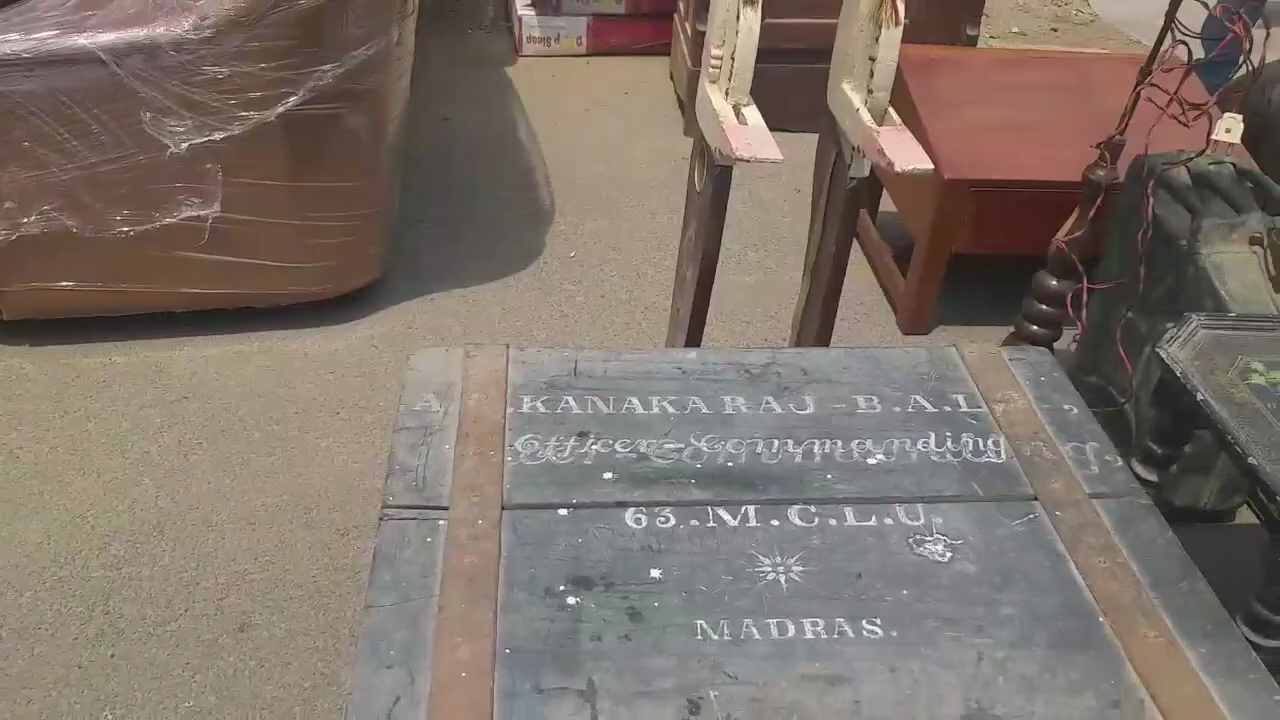 A .KANAKARAJ-B.A.L ,
Officer-Commanding
63.M.C.L.U.
MADRAS.